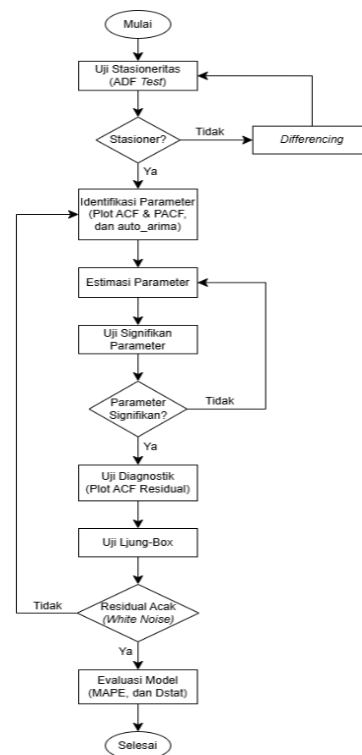 Mulai
Uji Stasioneritas
(ADF Test)
Stasioner?
Tidak
Differencing
Ya
Identifikasi Parameter
(Plot ACF & PACF,
dan auto_arima)
Estimasi Parameter
Uji Signifikan
Parameter
Parameter
Signifikan?
Tidak
Ya
Uji Diagnostik
(Plot ACF Residual)
Uji Ljung-Box
Tidak
Residual Acak
(White Noise)
Ya
Evaluasi Model
(MAPE, dan Dstat)
Selesai